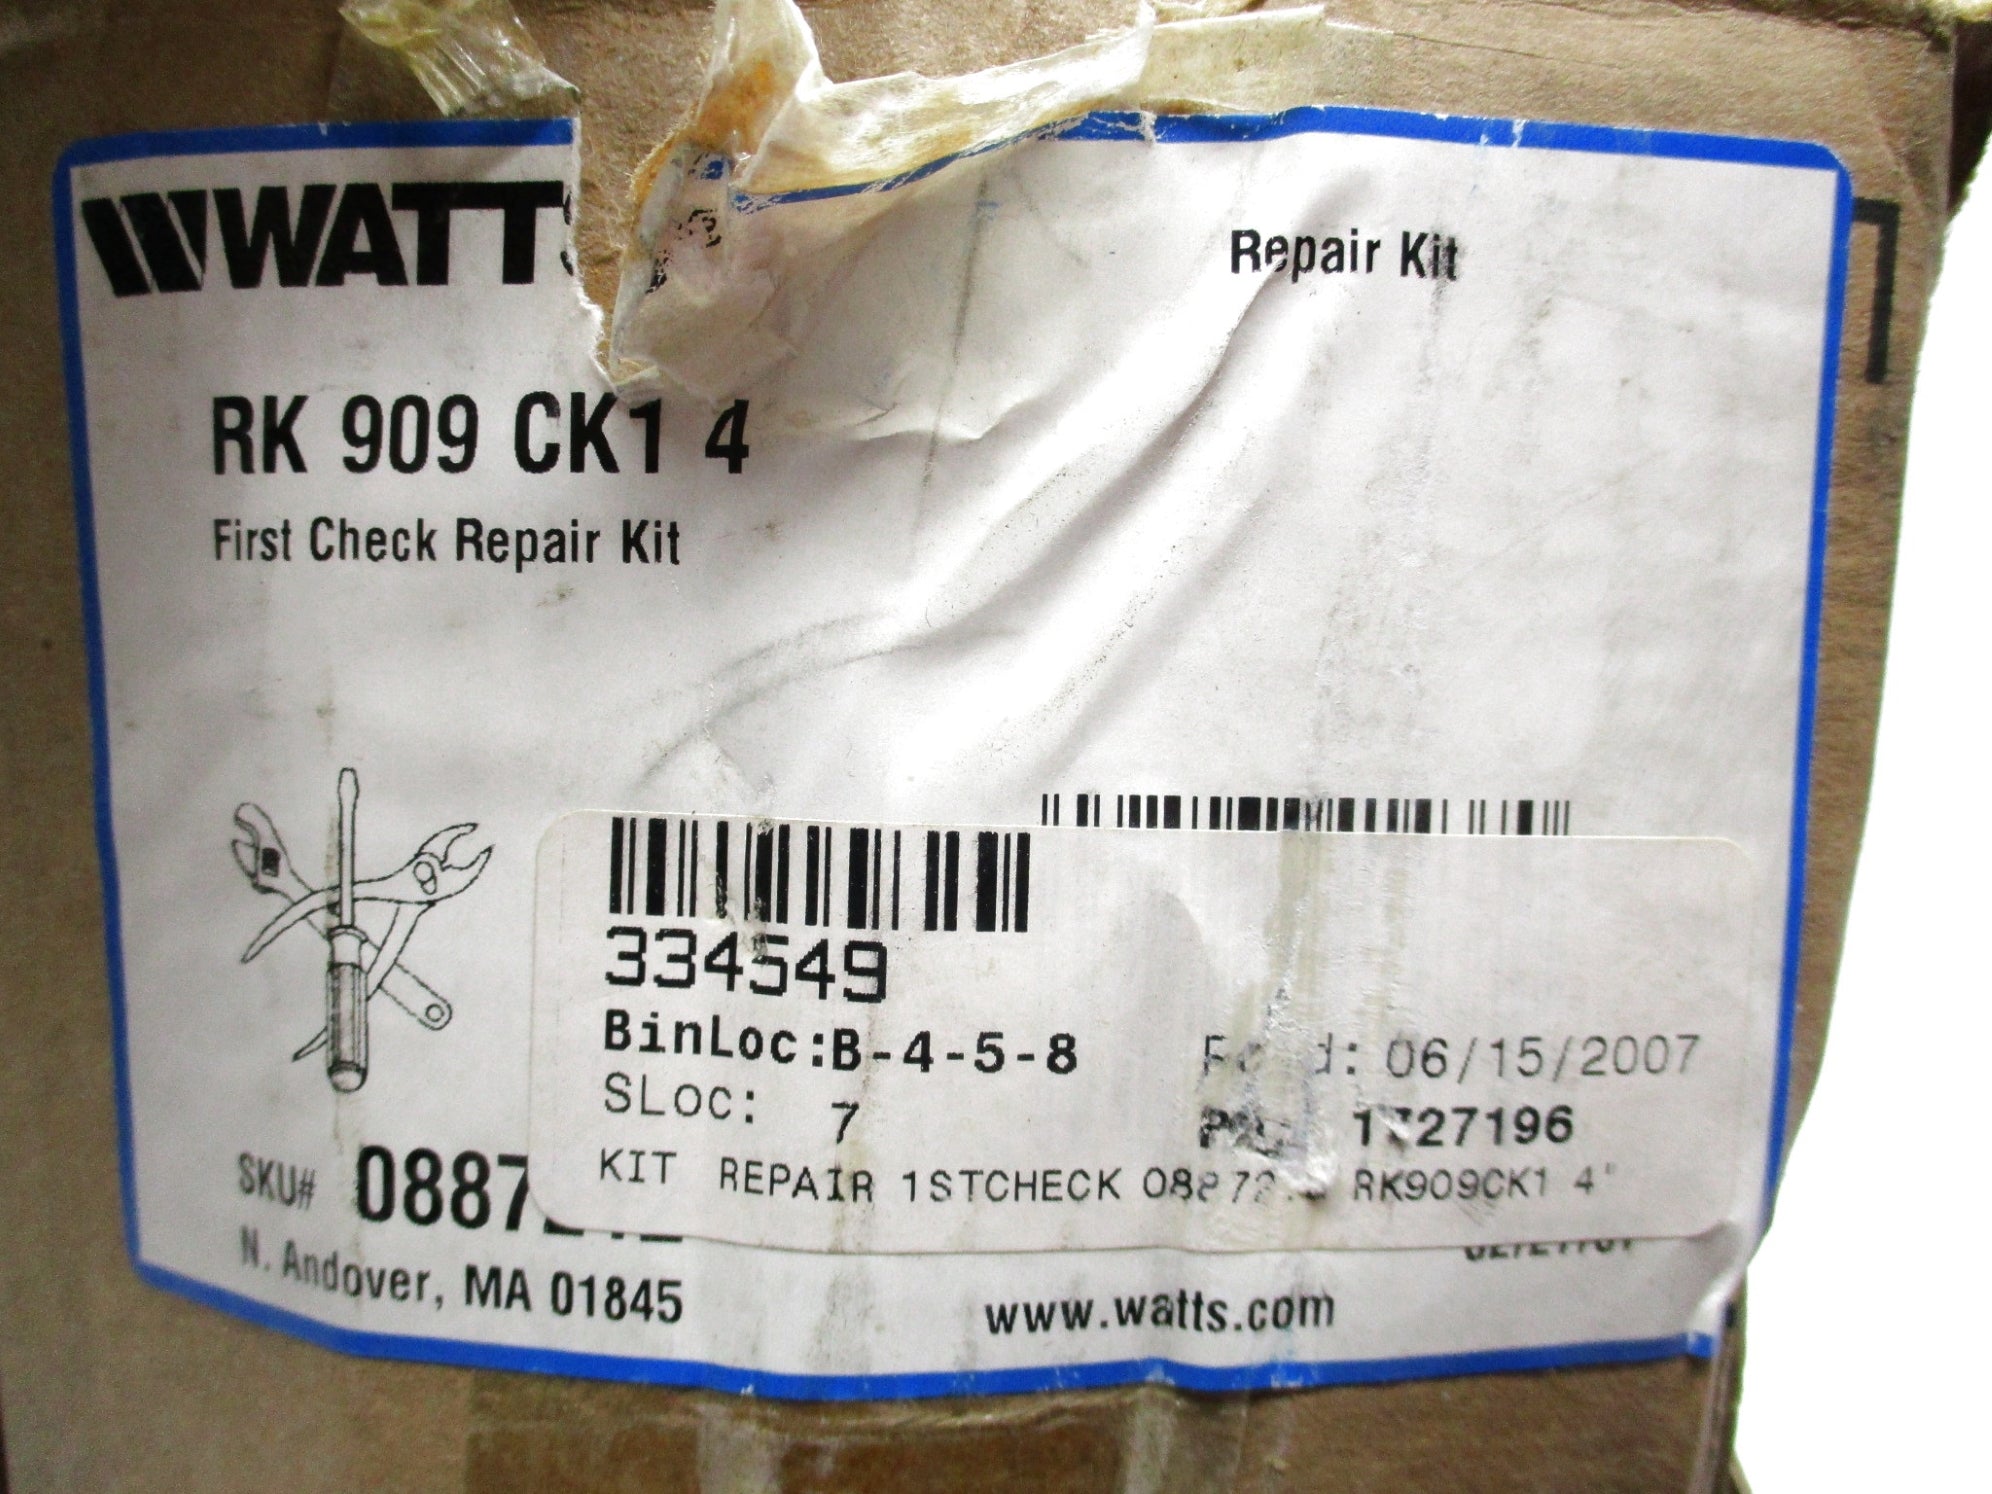 WATTS
Repair Kit
RK 909 CK1 4
First Check Repair Kit
334549
BinLoc:B-4-5-8
06/15/2007
SLOC: 7
1727196
KIT REPAIR 1STCHECK RK909CK1 4"
SKU#
N. Andover, MA 01845
www.watts.com